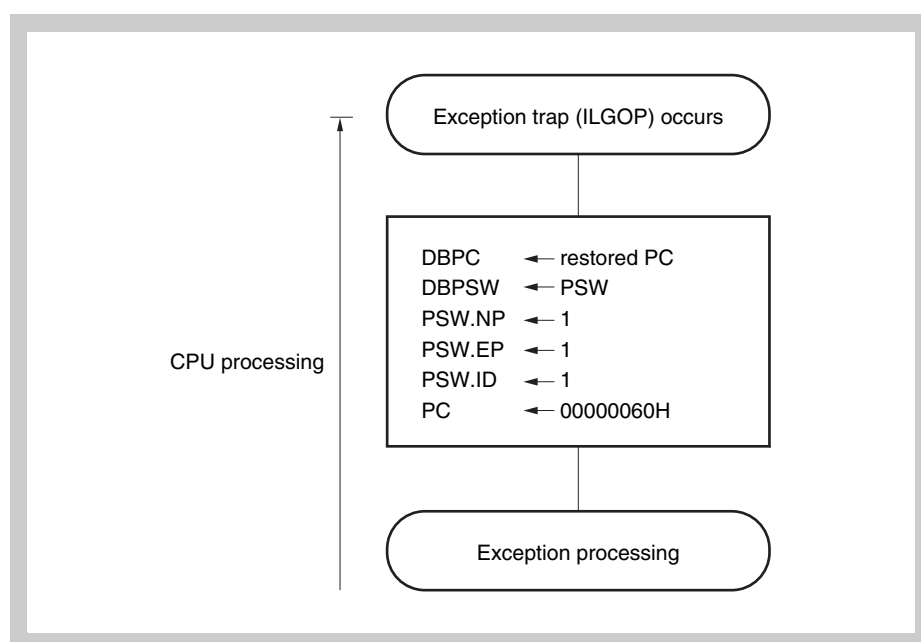 Exception trap (ILGOP) occurs
DBPC ← restored PC
DBPSW ← PSW
PSW.NP ← 1
PSW.EP ← 1
PSW.ID ← 1
PC ← 00000060H
CPU processing
Exception processing